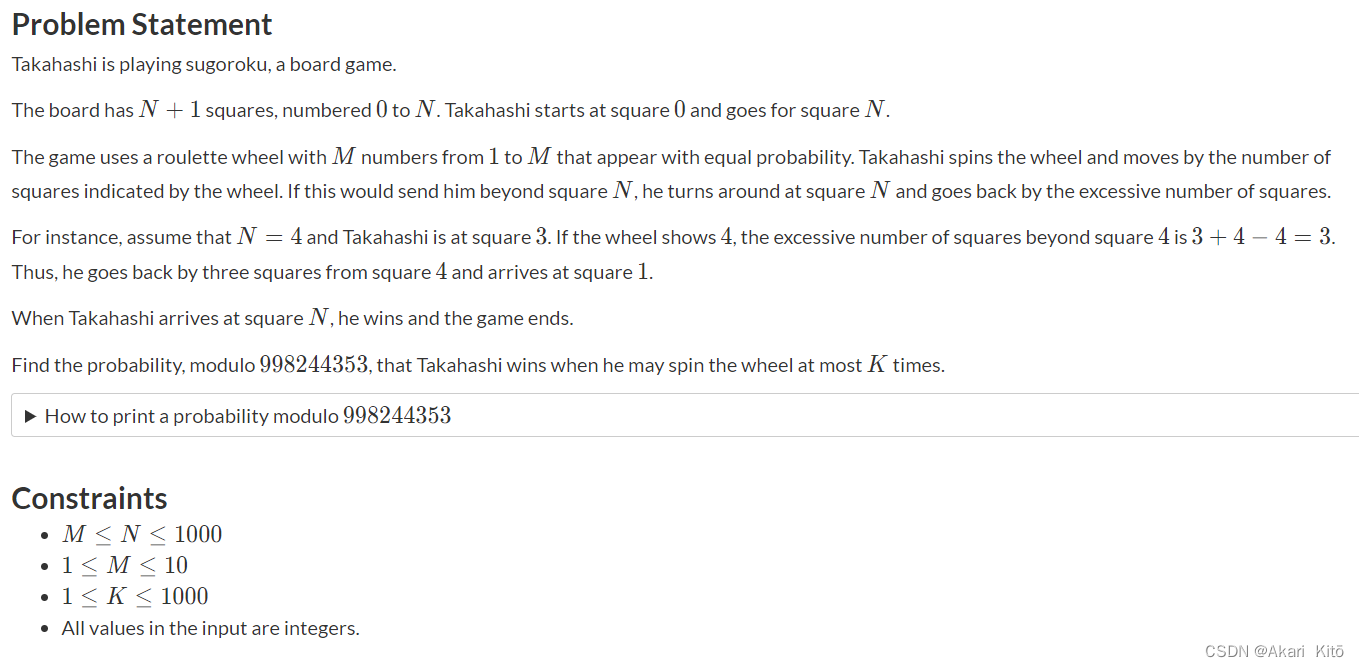 Problem Statement
Takahashi is playing sugoroku, a board game.
The board has N + 1 squares, numbered 0 to N. Takahashi starts at square 0 and goes for square N.
The game uses a roulette wheel with M numbers from 1 to M that appear with equal probability. Takahashi spins the wheel and moves by the number of
squares indicated by the wheel. If this would send him beyond square N, he turns around at square N and goes back by the excessive number of squares.
For instance, assume that N = 4 and Takahashi is at square 3. If the wheel shows 4, the excessive number of squares beyond square 4 is 3 + 4 − 4 = 3.
Thus, he goes back by three squares from square 4 and arrives at square 1.
When Takahashi arrives at square N, he wins and the game ends.
Find the probability, modulo 998244353, that Takahashi wins when he may spin the wheel at most K times.
▶ How to print a probability modulo 998244353
Constraints
• M ≤ N ≤ 1000
• 1 ≤ M ≤ 10
• 1 ≤ K ≤ 1000
• All values in the input are integers.
CSDN @Akari_Kitō